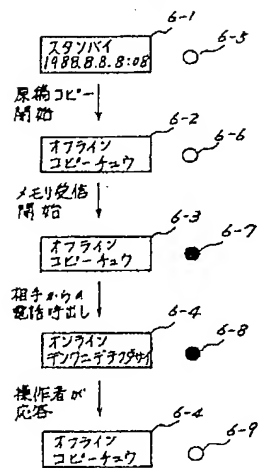 6-1
スタンバイ
1988.8.8.8:08
6-5
原稿コピー
開始
6-2
オフライン
コピーチュウ
6-6
メモリ受信
開始
6-3
オフライン
コピーチュウ
6-7
相手からの
電話呼出し
6-4
オンライン
デンワニデテクダサイ
6-8
操作者が
応答
6-4
オフライン
コピーチュウ
6-9